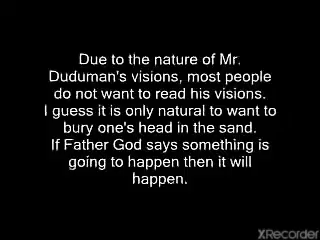 Due to the nature of Mr.
Duduman's visions, most people
do not want to read his visions.
I guess it is only natural to want to
bury one's head in the sand.
If Father God says something is
going to happen then it will
happen.
XRecorder